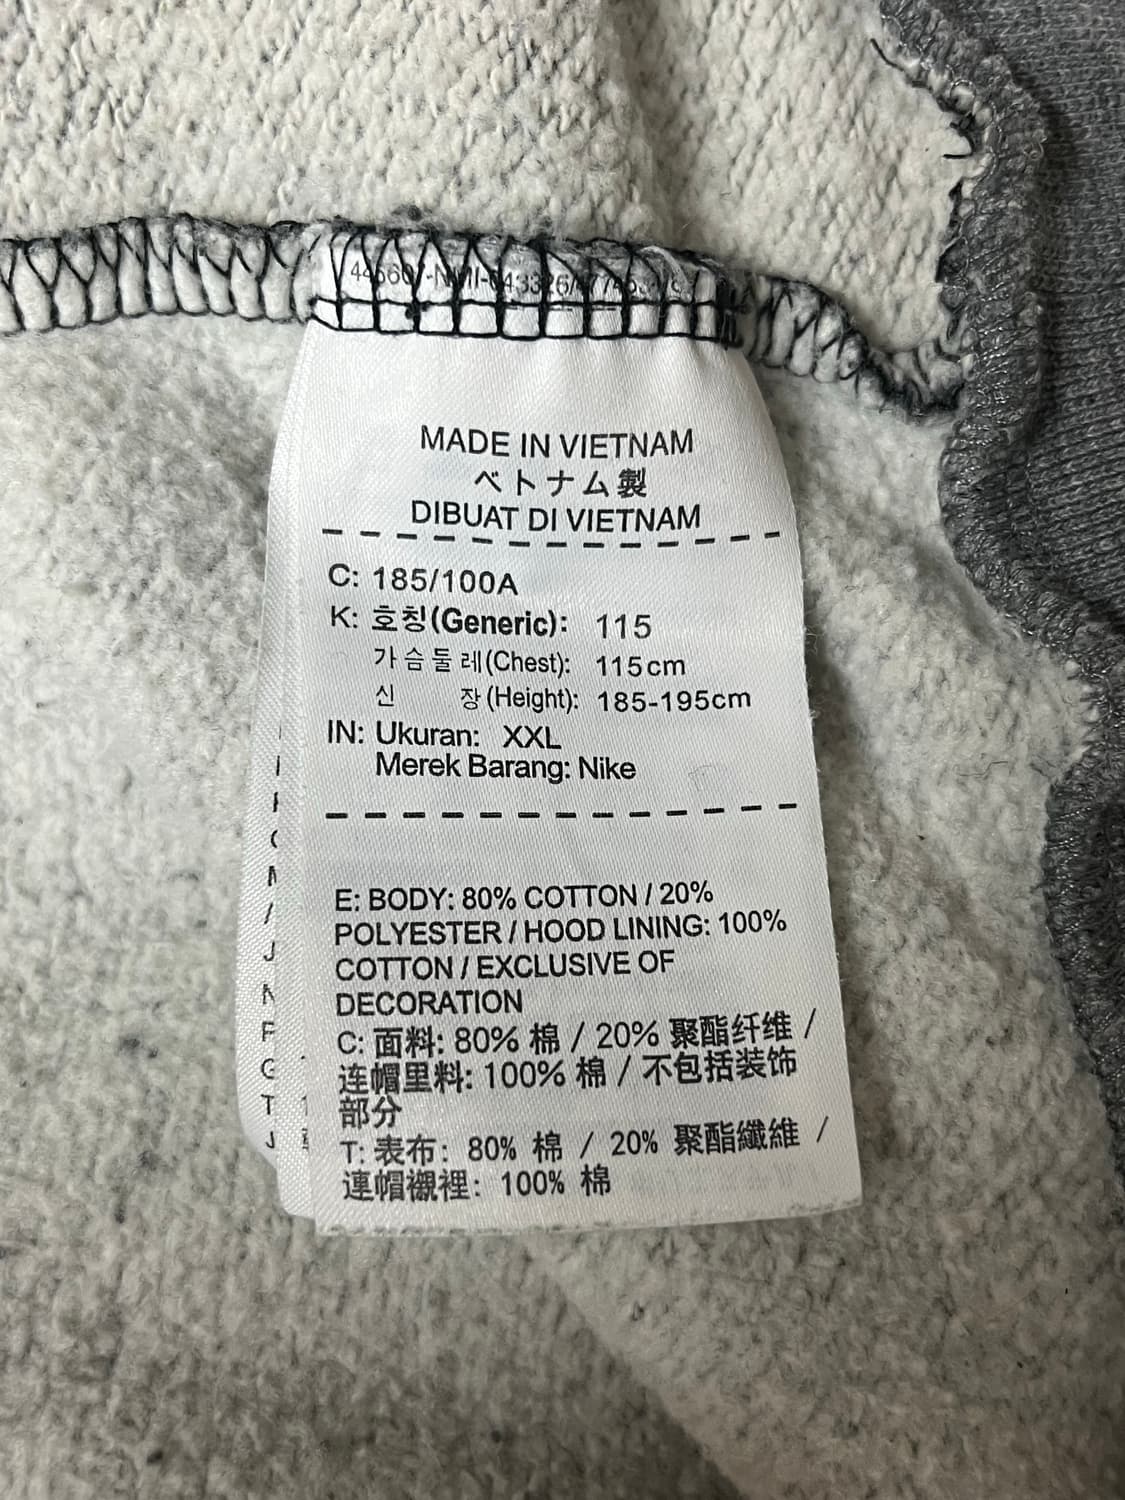 MADE IN VIETNAM
ベトナム製
DIBUAT DI VIETNAM
C: 185/100A
K: 호칭(Generic): 115
가슴둘레(Chest): 115cm
신 장(Height): 185-195cm
IN: Ukuran: XXL
Merek Barang: Nike
E: BODY: 80% COTTON / 20%
POLYESTER / HOOD LINING: 100%
COTTON / EXCLUSIVE OF
DECORATION
C: 面料: 80% 棉 / 20% 聚酯纤维 /
连帽里料: 100% 棉 / 不包括装饰
部分
T: 表布: 80% 棉 / 20% 聚酯纖維 /
連帽襯裡: 100% 棉